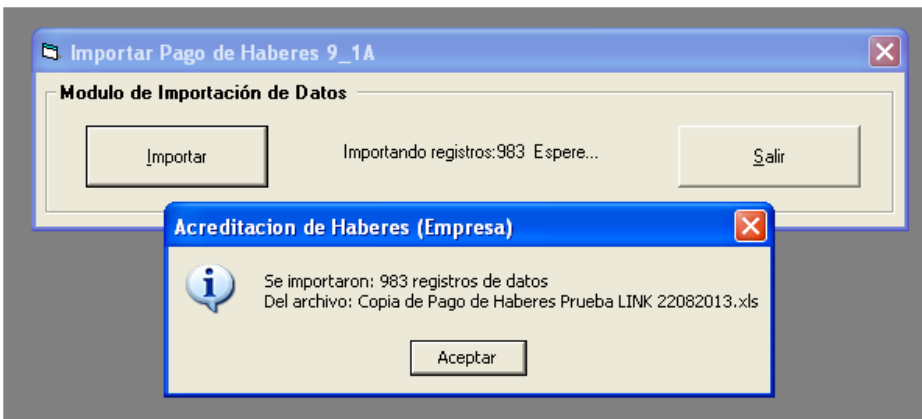 Importar Pago de Haberes 9_1A
Modulo de Importación de Datos
Importar
Importando registros:983 Espere...
Salir
Acreditacion de Haberes (Empresa)
Se importaron: 983 registros de datos
Del archivo: Copia de Pago de Haberes Prueba LINK 22082013.xls
Aceptar